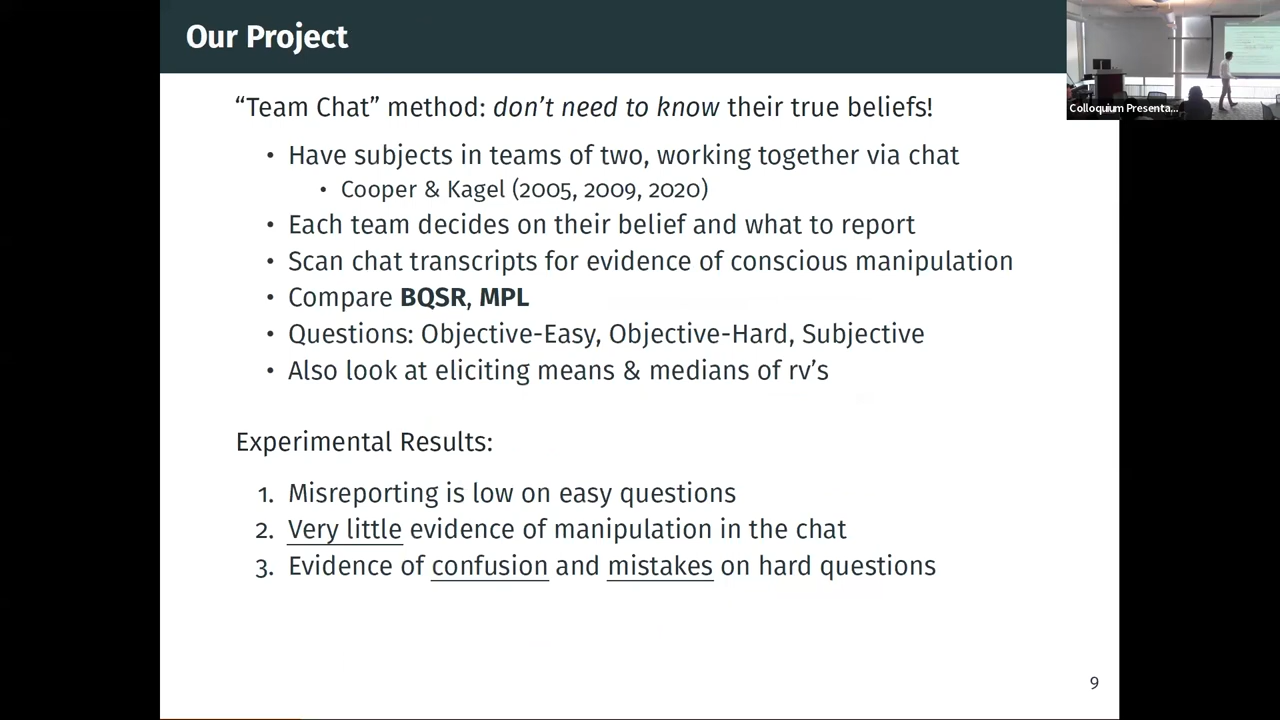 Our Project
“Team Chat” method: don’t need to know their true beliefs!
• Have subjects in teams of two, working together via chat
• Cooper & Kagel (2005, 2009, 2020)
• Each team decides on their belief and what to report
• Scan chat transcripts for evidence of conscious manipulation
• Compare BQSR, MPL
• Questions: Objective-Easy, Objective-Hard, Subjective
• Also look at eliciting means & medians of rv’s
Experimental Results:
1. Misreporting is low on easy questions
2. Very little evidence of manipulation in the chat
3. Evidence of confusion and mistakes on hard questions
9
Colloquium Presenta...